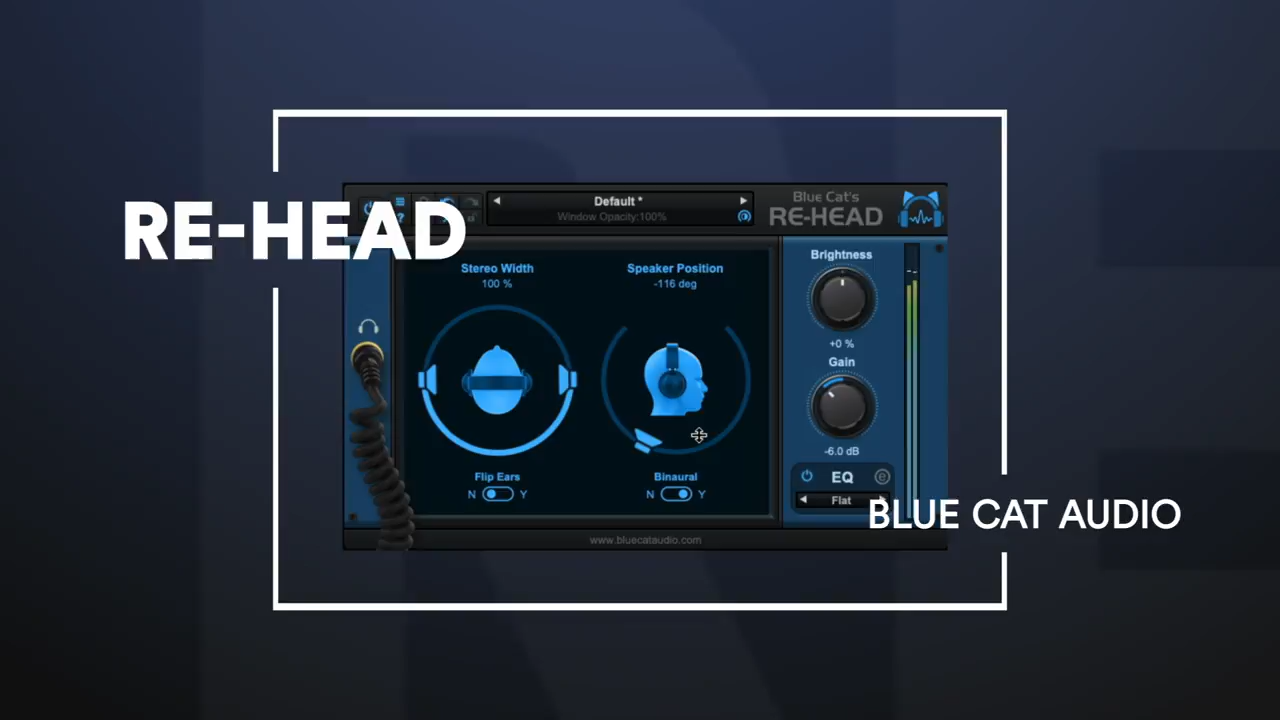 RE-HEAD
Default *
Window Opacity:100%
Blue Cat's
RE-HEAD
Stereo Width
100 %
Speaker Position
-116 deg
Brightness
+0 %
Gain
-6.0 dB
Flip Ears
N Y
Binaural
N Y
EQ
e
Flat
www.bluecataudio.com
BLUE CAT AUDIO